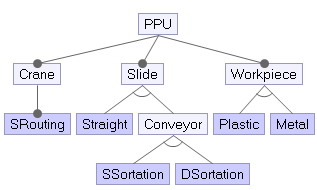 PPU
Crane Slide Workpiece
SRouting Straight Conveyor Plastic Metal
SSortation DSortation